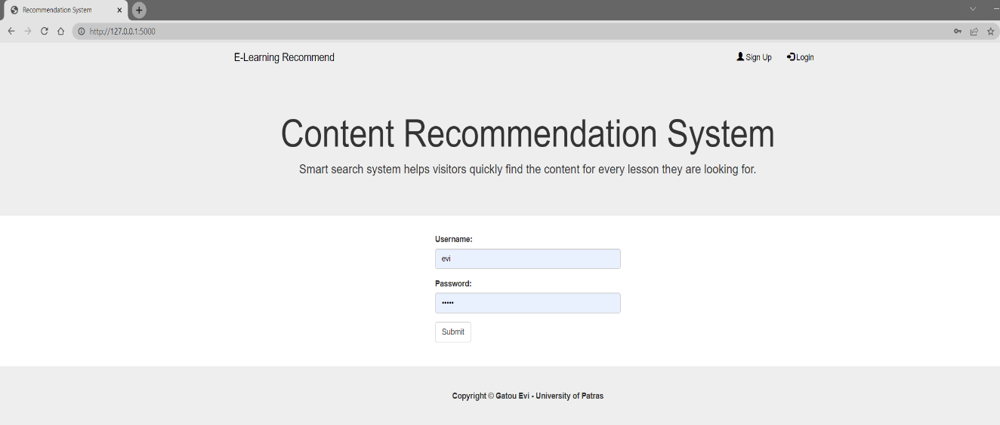 Recommendation System
http://127.0.0.1:5000
E-Learning Recommend
Sign Up
Login
Content Recommendation System
Smart search system helps visitors quickly find the content for every lesson they are looking for.
Username:
evi
Password:
•••••
Submit
Copyright © Gatou Evi - University of Patras